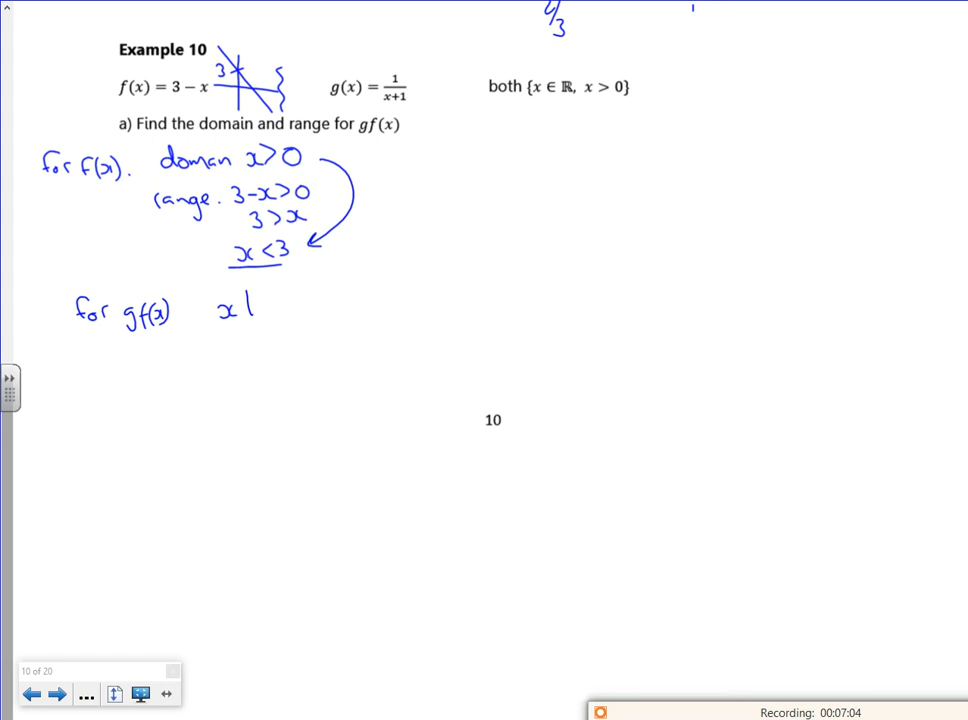 Example 10
3
f(x) = 3 − x g(x) = 1/(x+1) both {x ∈ ℝ, x > 0}
a) Find the domain and range for gf(x)
for f(x). doman x>0
range. 3-x>0
3>x
x<3
for gf(x) x
10
10 of 20
Recording: 00:07:04